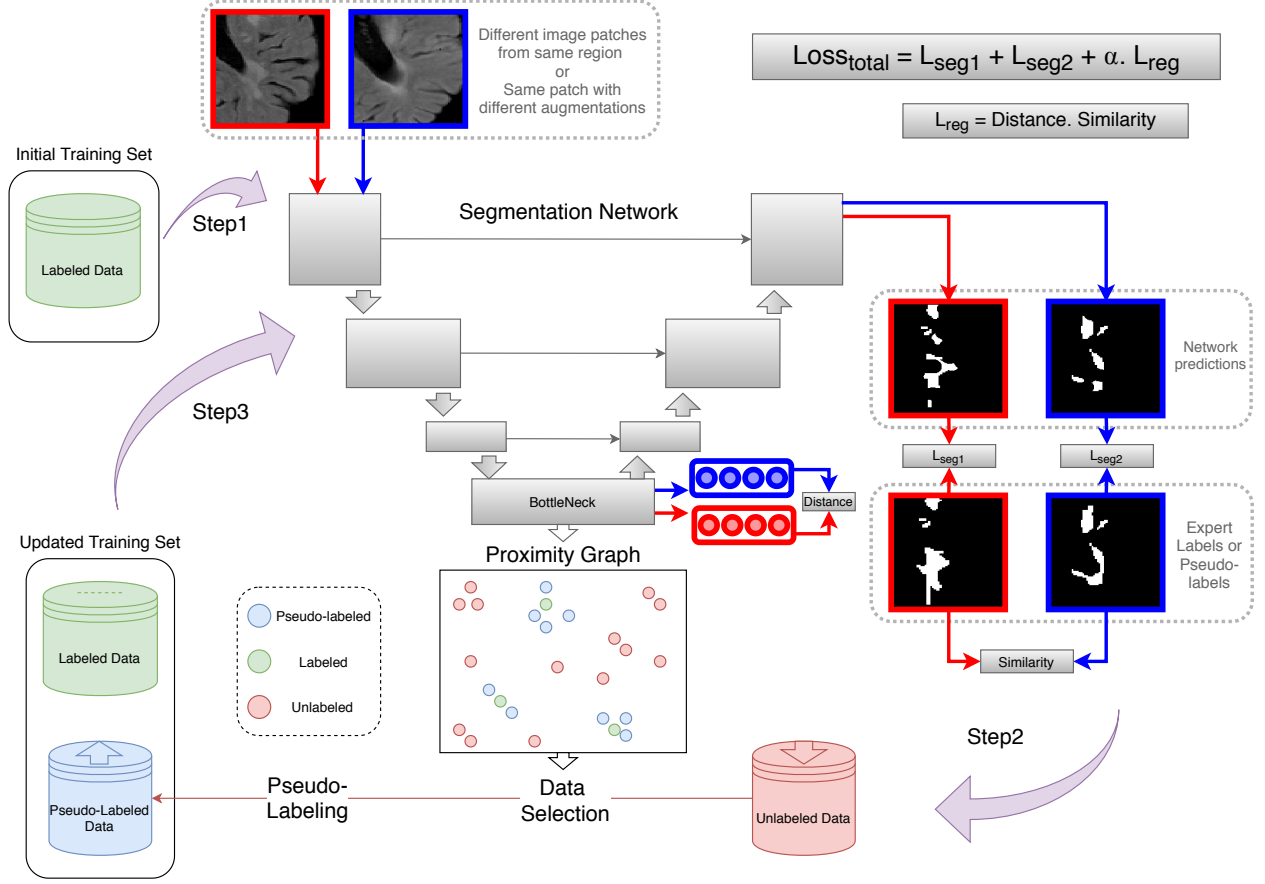 Different image patches
from same region
or
Same patch with
different augmentations
Loss_total = L_seg1 + L_seg2 + α. L_reg
L_reg = Distance. Similarity
Initial Training Set
Labeled Data
Step1
Segmentation Network
Network
predictions
Step3
L_seg1
L_seg2
BottleNeck
Distance
Expert
Labels or
Pseudo-
labels
Updated Training Set
Proximity Graph
Pseudo-labeled
Labeled
Unlabeled
Labeled Data
Similarity
Step2
Pseudo-Labeled
Data
Pseudo-
Labeling
Data
Selection
Unlabeled Data